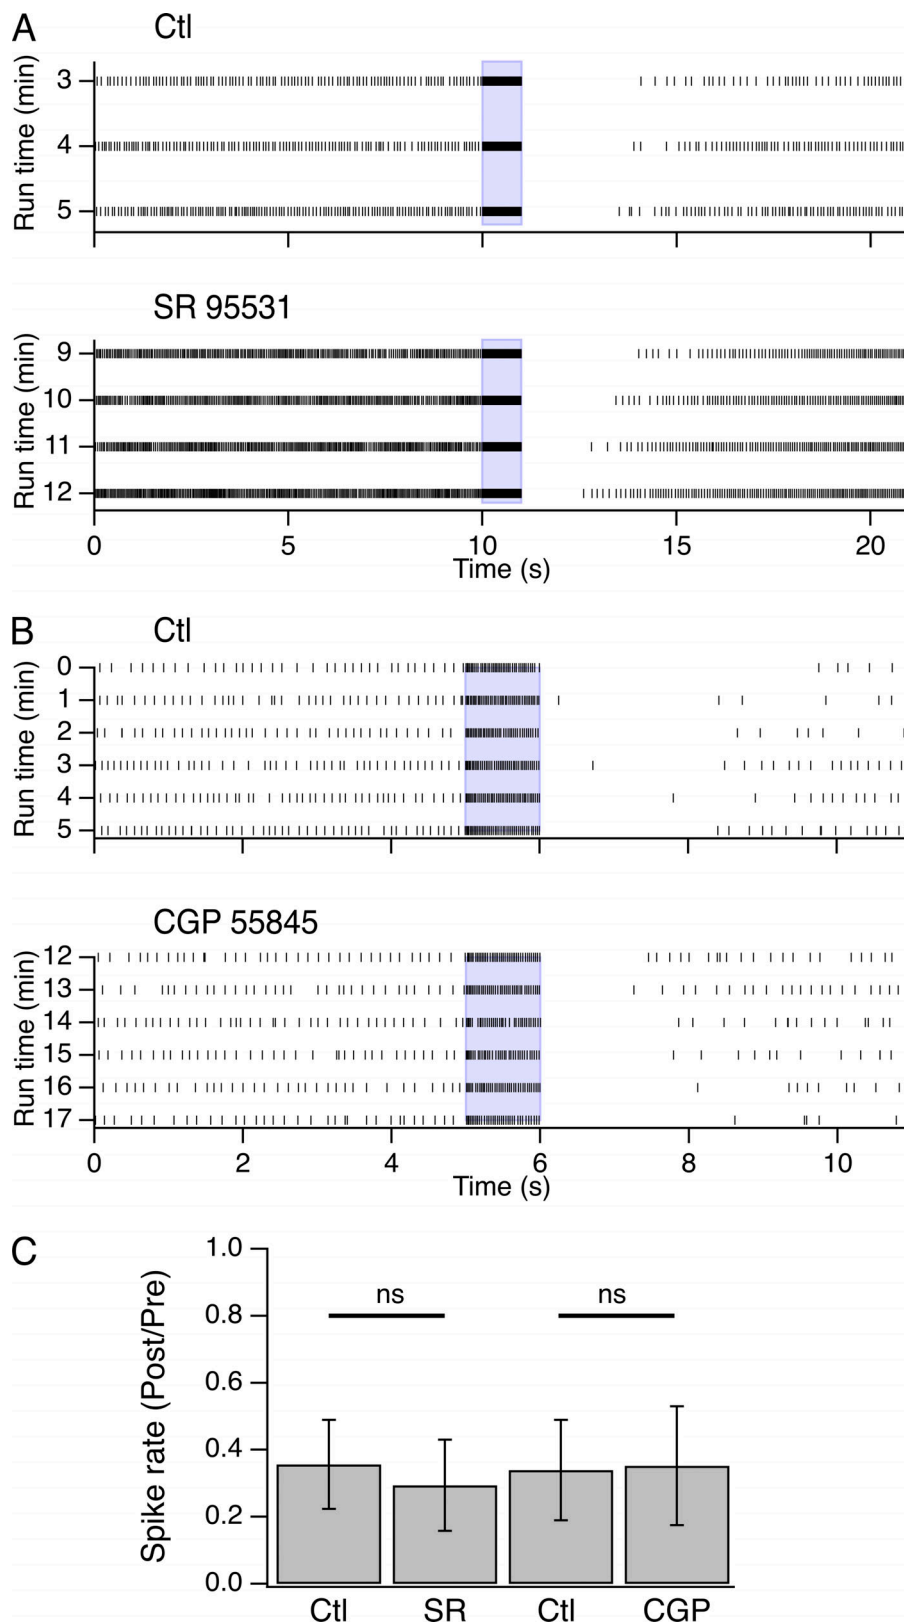 A
Ctl
Run time (min)
3
4
5
SR 95531
Run time (min)
9
10
11
12
0 5 10 15 20
Time (s)
B
Ctl
Run time (min)
0
1
2
3
4
5
CGP 55845
Run time (min)
12
13
14
15
16
17
0 2 4 6 8 10
Time (s)
C
Spike rate (Post/Pre)
1.0
0.8
0.6
0.4
0.2
0.0
ns ns
Ctl SR Ctl CGP